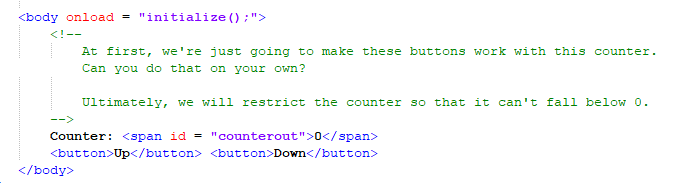 <body onload = "initialize();">
<!--
At first, we're just going to make these buttons work with this counter.
Can you do that on your own?
Ultimately, we will restrict the counter so that it can't fall below 0.
-->
Counter: <span id = "counterout">0</span>
<button>Up</button> <button>Down</button>
</body>